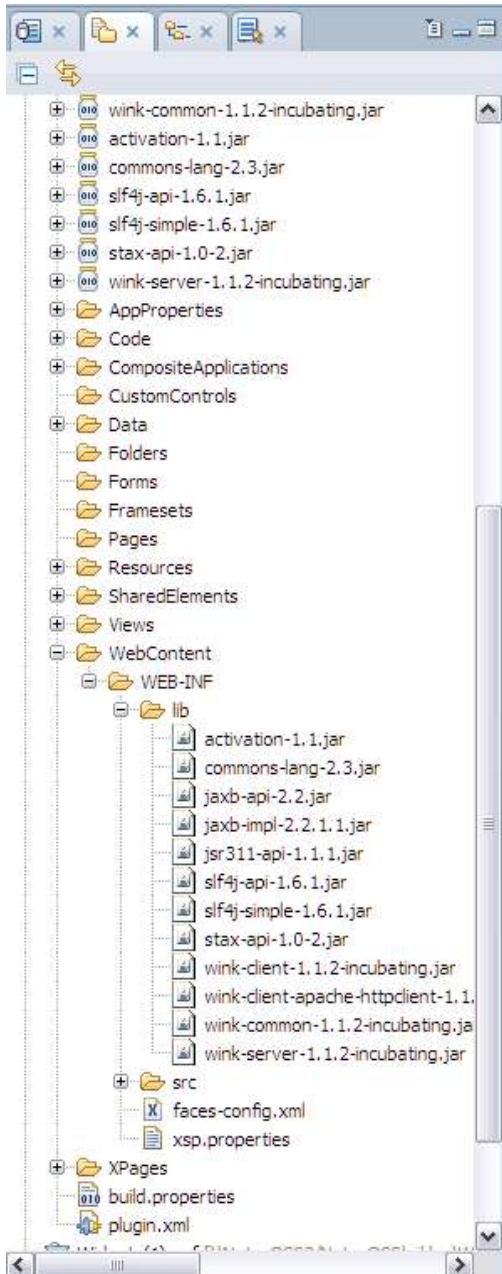 wink-common-1.1.2-incubating.jar
activation-1.1.jar
commons-lang-2.3.jar
slf4j-api-1.6.1.jar
slf4j-simple-1.6.1.jar
stax-api-1.0-2.jar
wink-server-1.1.2-incubating.jar
AppProperties
Code
CompositeApplications
CustomControls
Data
Folders
Forms
Framesets
Pages
Resources
SharedElements
Views
WebContent
WEB-INF
lib
activation-1.1.jar
commons-lang-2.3.jar
jaxb-api-2.2.jar
jaxb-impl-2.2.1.1.jar
jsr311-api-1.1.1.jar
slf4j-api-1.6.1.jar
slf4j-simple-1.6.1.jar
stax-api-1.0-2.jar
wink-client-1.1.2-incubating.jar
wink-client-apache-httpclient-1.1.
wink-common-1.1.2-incubating.ja
wink-server-1.1.2-incubating.jar
src
faces-config.xml
xsp.properties
XPages
build.properties
plugin.xml